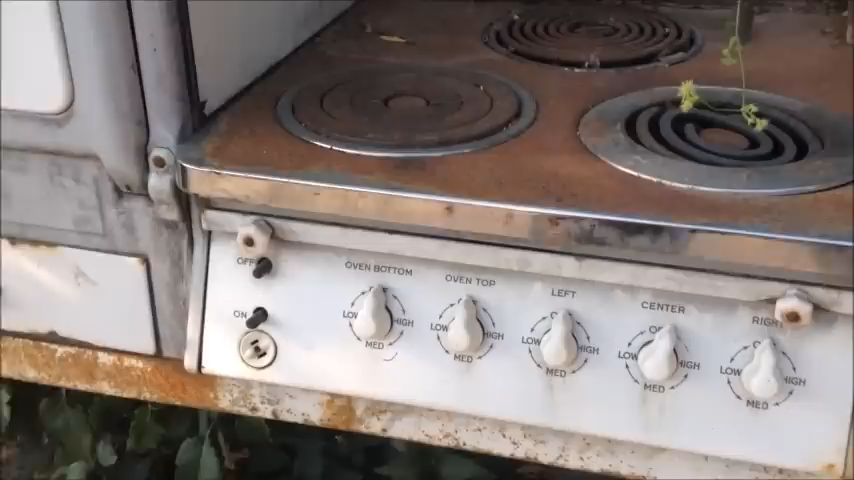 OFF
ON
OVEN BOTTOM
LOW HIGH
MED
OVEN TOP
LOW HIGH
MED
LEFT
LOW HIGH
MED
CENTER
LOW HIGH
MED
RIGHT
LOW HIGH
MED